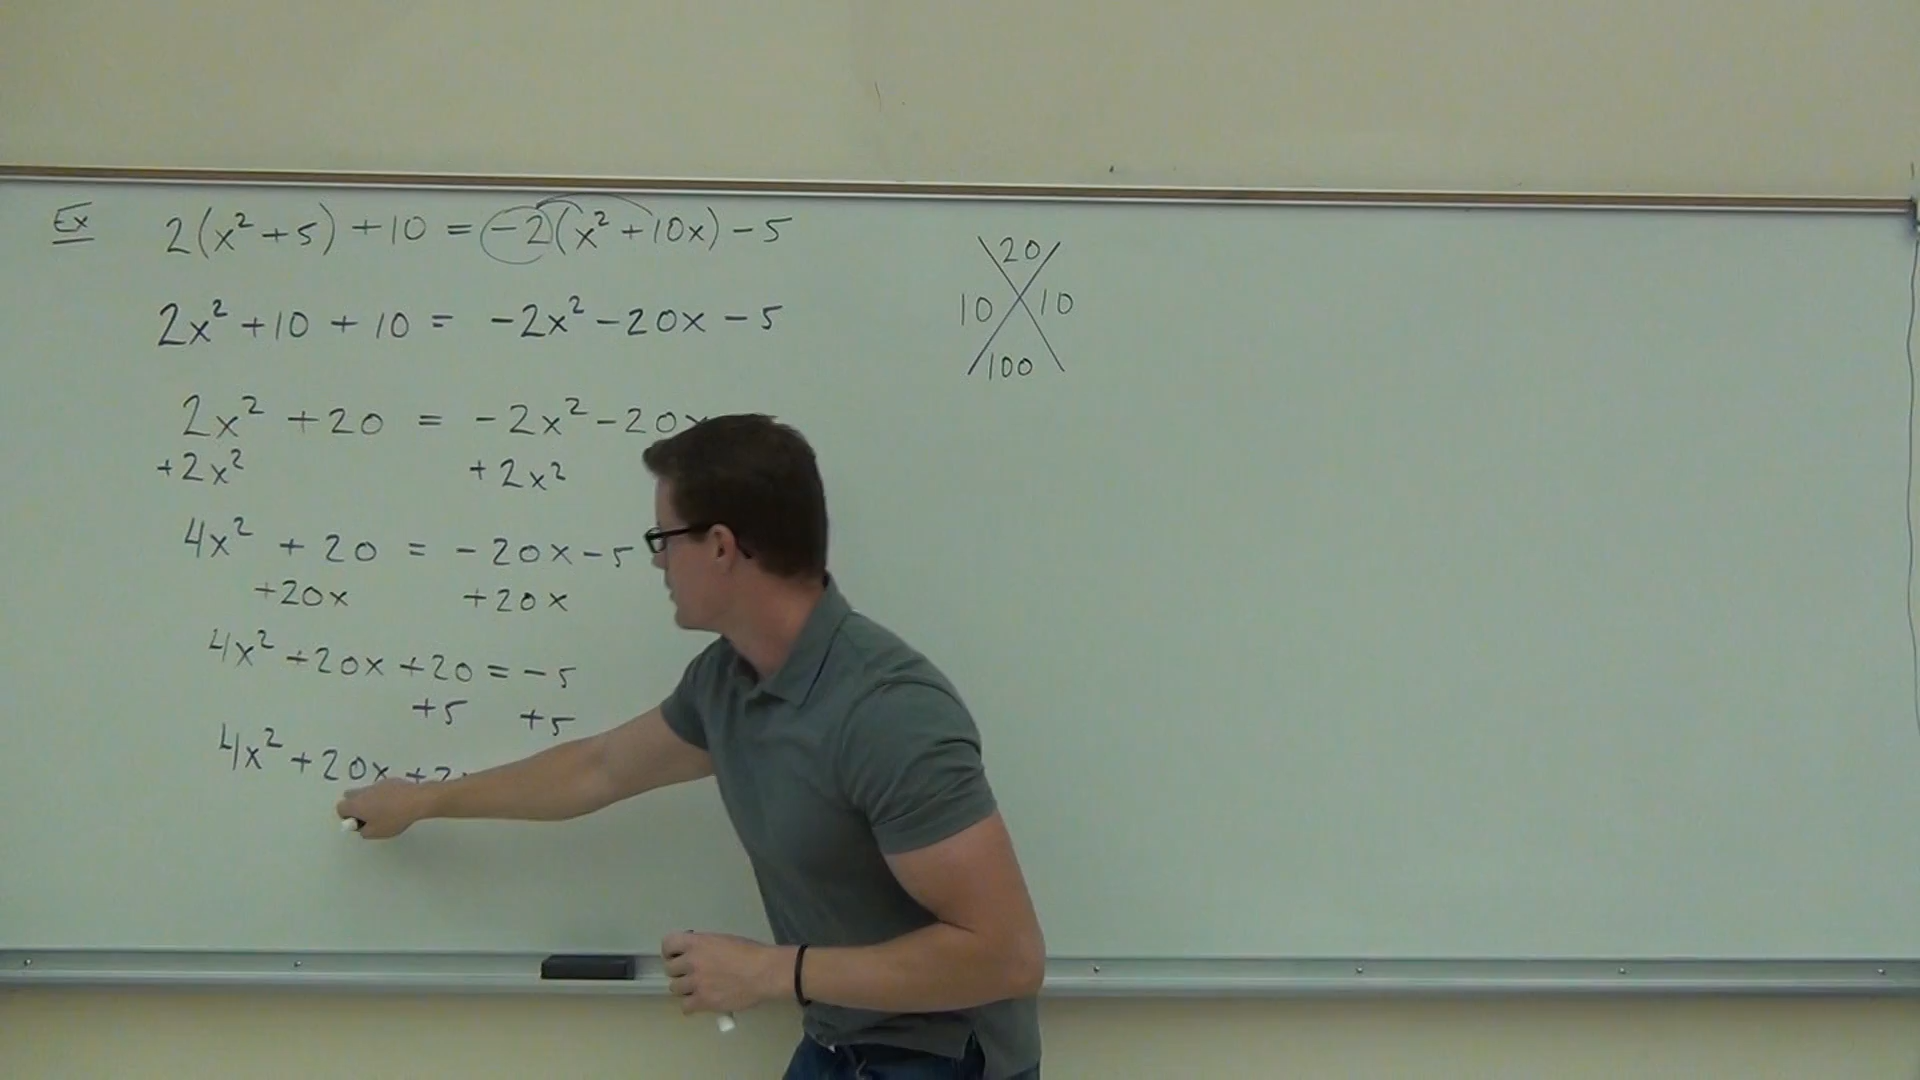 Ex 2(x² + 5) + 10 = -2(x² + 10x) - 5
2x² + 10 + 10 = -2x² - 20x - 5
2x² + 20 = -2x² - 20x
+2x² +2x²
4x² + 20 = -20x - 5
+20x +20x
4x² + 20x + 20 = -5
+5 +5
4x² + 20x + 2
20
10 10
100